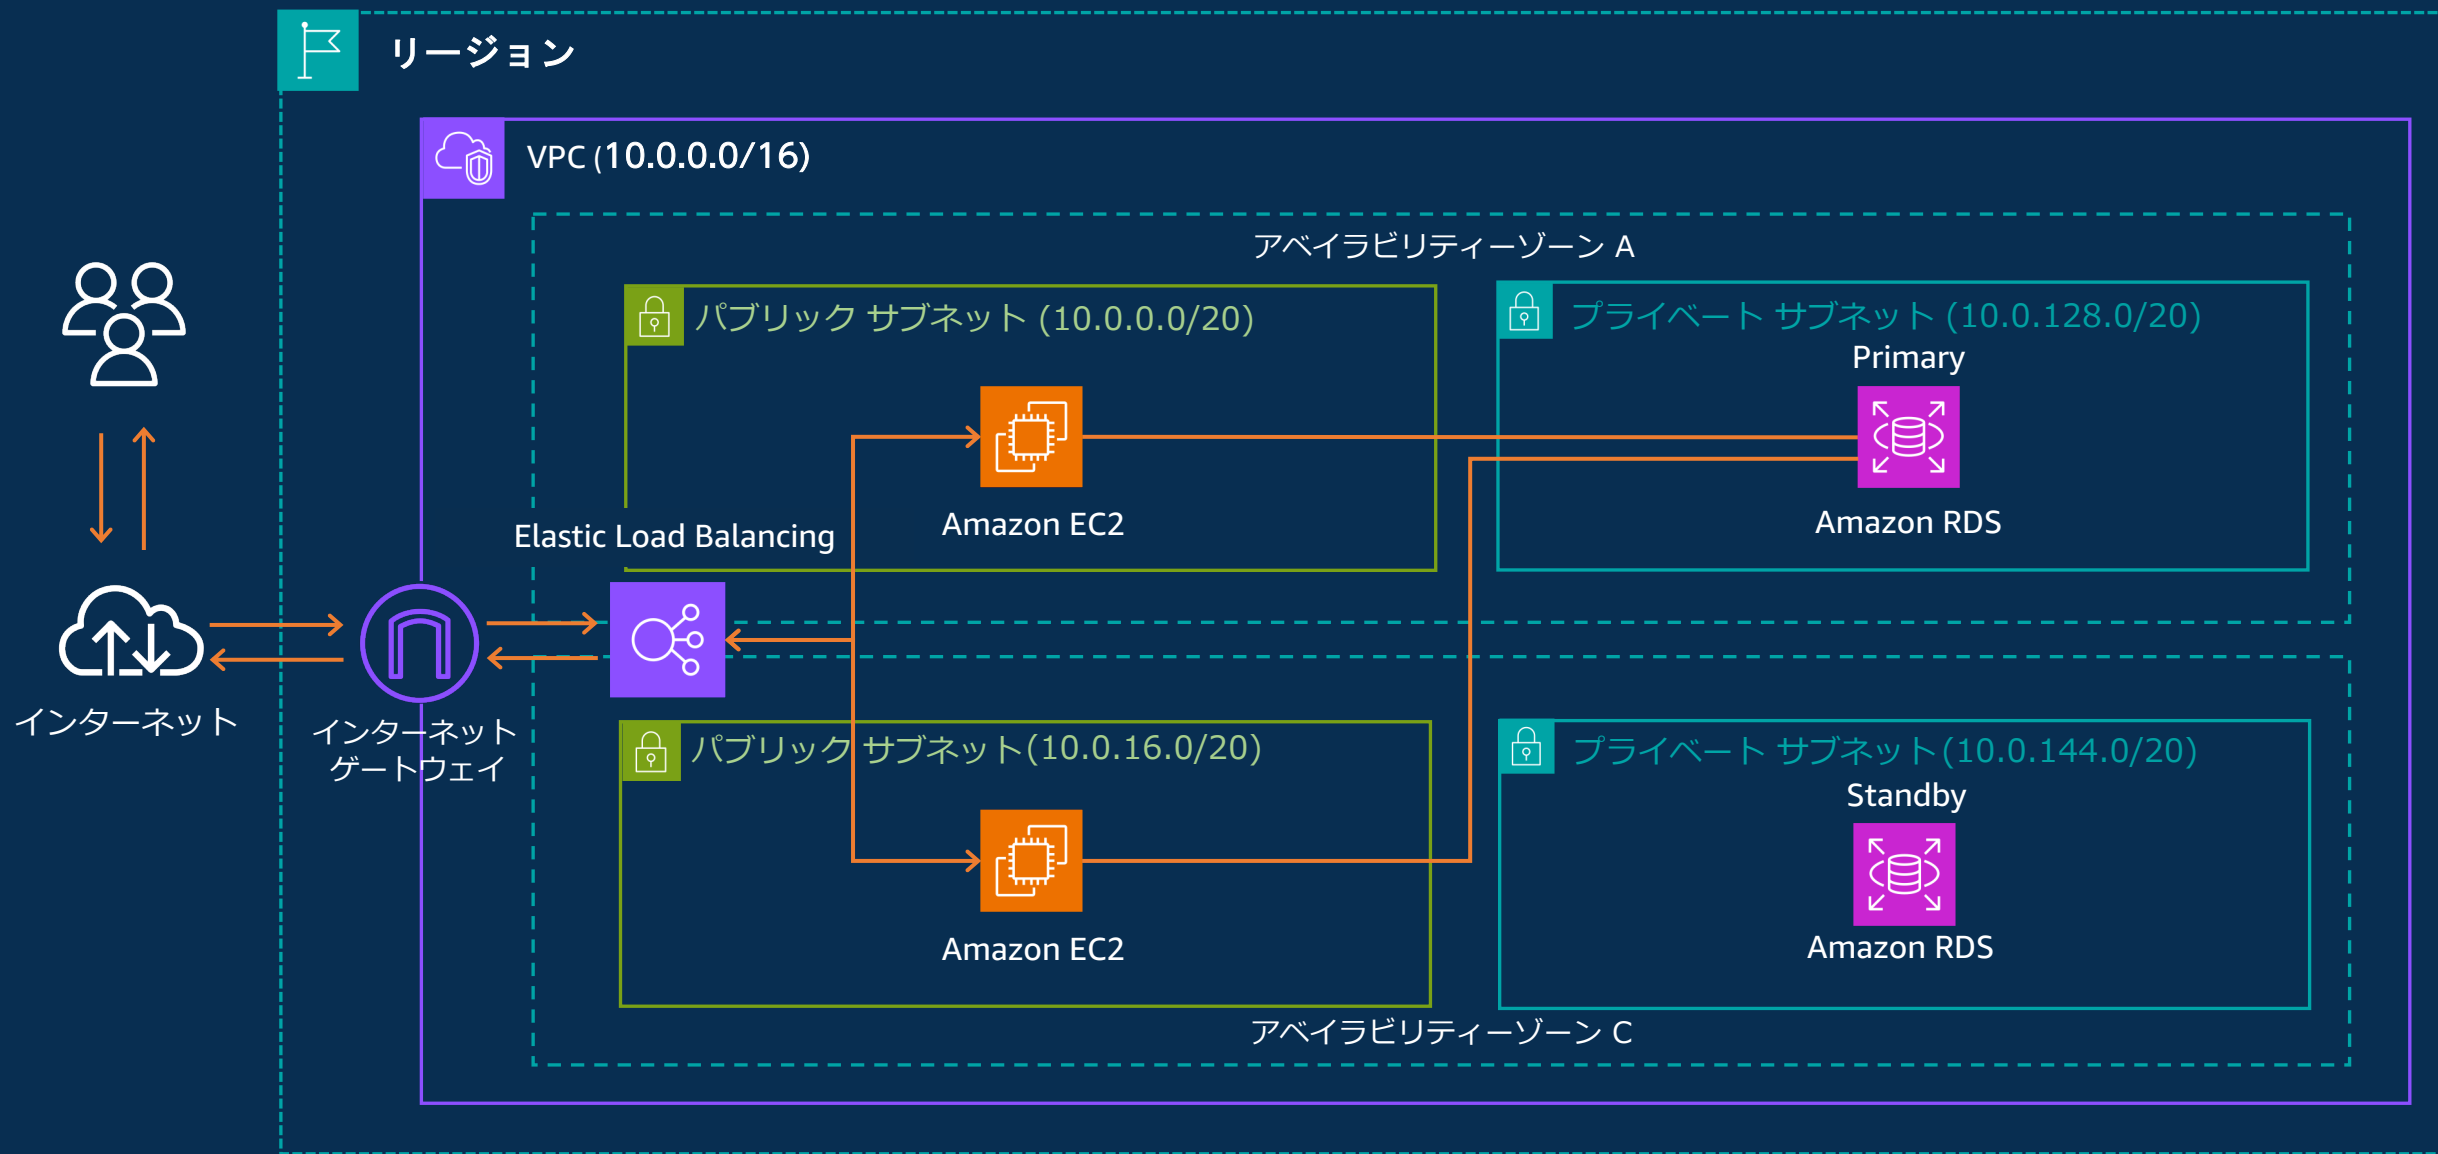 リージョン
VPC (10.0.0.0/16)
アベイラビリティーゾーン A
パブリック サブネット (10.0.0.0/20)
プライベート サブネット (10.0.128.0/20)
Primary
Amazon EC2
Amazon RDS
Elastic Load Balancing
インターネット
インターネット
ゲートウェイ
パブリック サブネット(10.0.16.0/20)
プライベート サブネット(10.0.144.0/20)
Standby
Amazon EC2
Amazon RDS
アベイラビリティーゾーン C